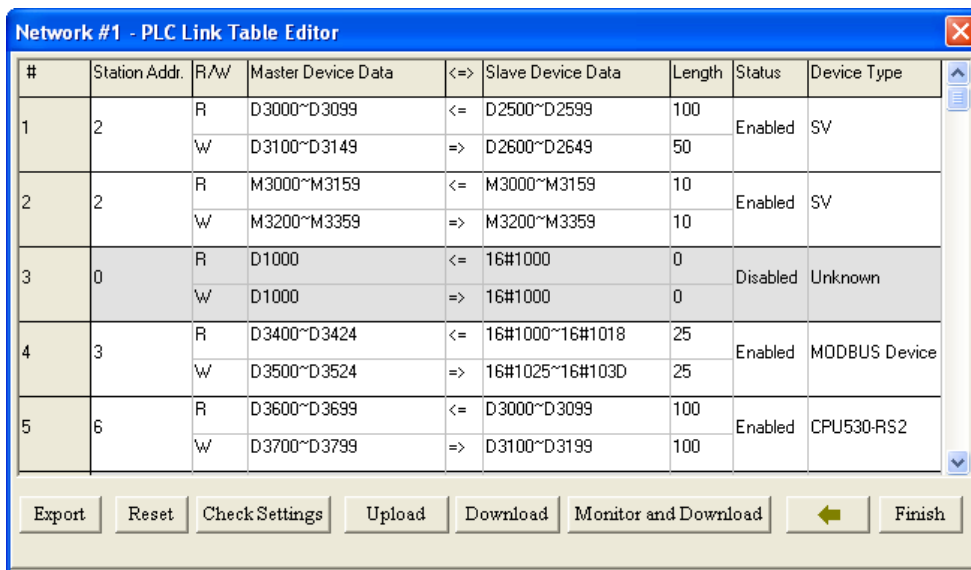 Network #1 - PLC Link Table Editor
# Station Addr. R/W Master Device Data <=> Slave Device Data Length Status Device Type
1 2 R D3000~D3099 <= D2500~D2599 100 Enabled SV
W D3100~D3149 => D2600~D2649 50
2 2 R M3000~M3159 <= M3000~M3159 10 Enabled SV
W M3200~M3359 => M3200~M3359 10
3 0 R D1000 <= 16#1000 0 Disabled Unknown
W D1000 => 16#1000 0
4 3 R D3400~D3424 <= 16#1000~16#1018 25 Enabled MODBUS Device
W D3500~D3524 => 16#1025~16#103D 25
5 6 R D3600~D3699 <= D3000~D3099 100 Enabled CPU530-RS2
W D3700~D3799 => D3100~D3199 100
Export Reset Check Settings Upload Download Monitor and Download Finish